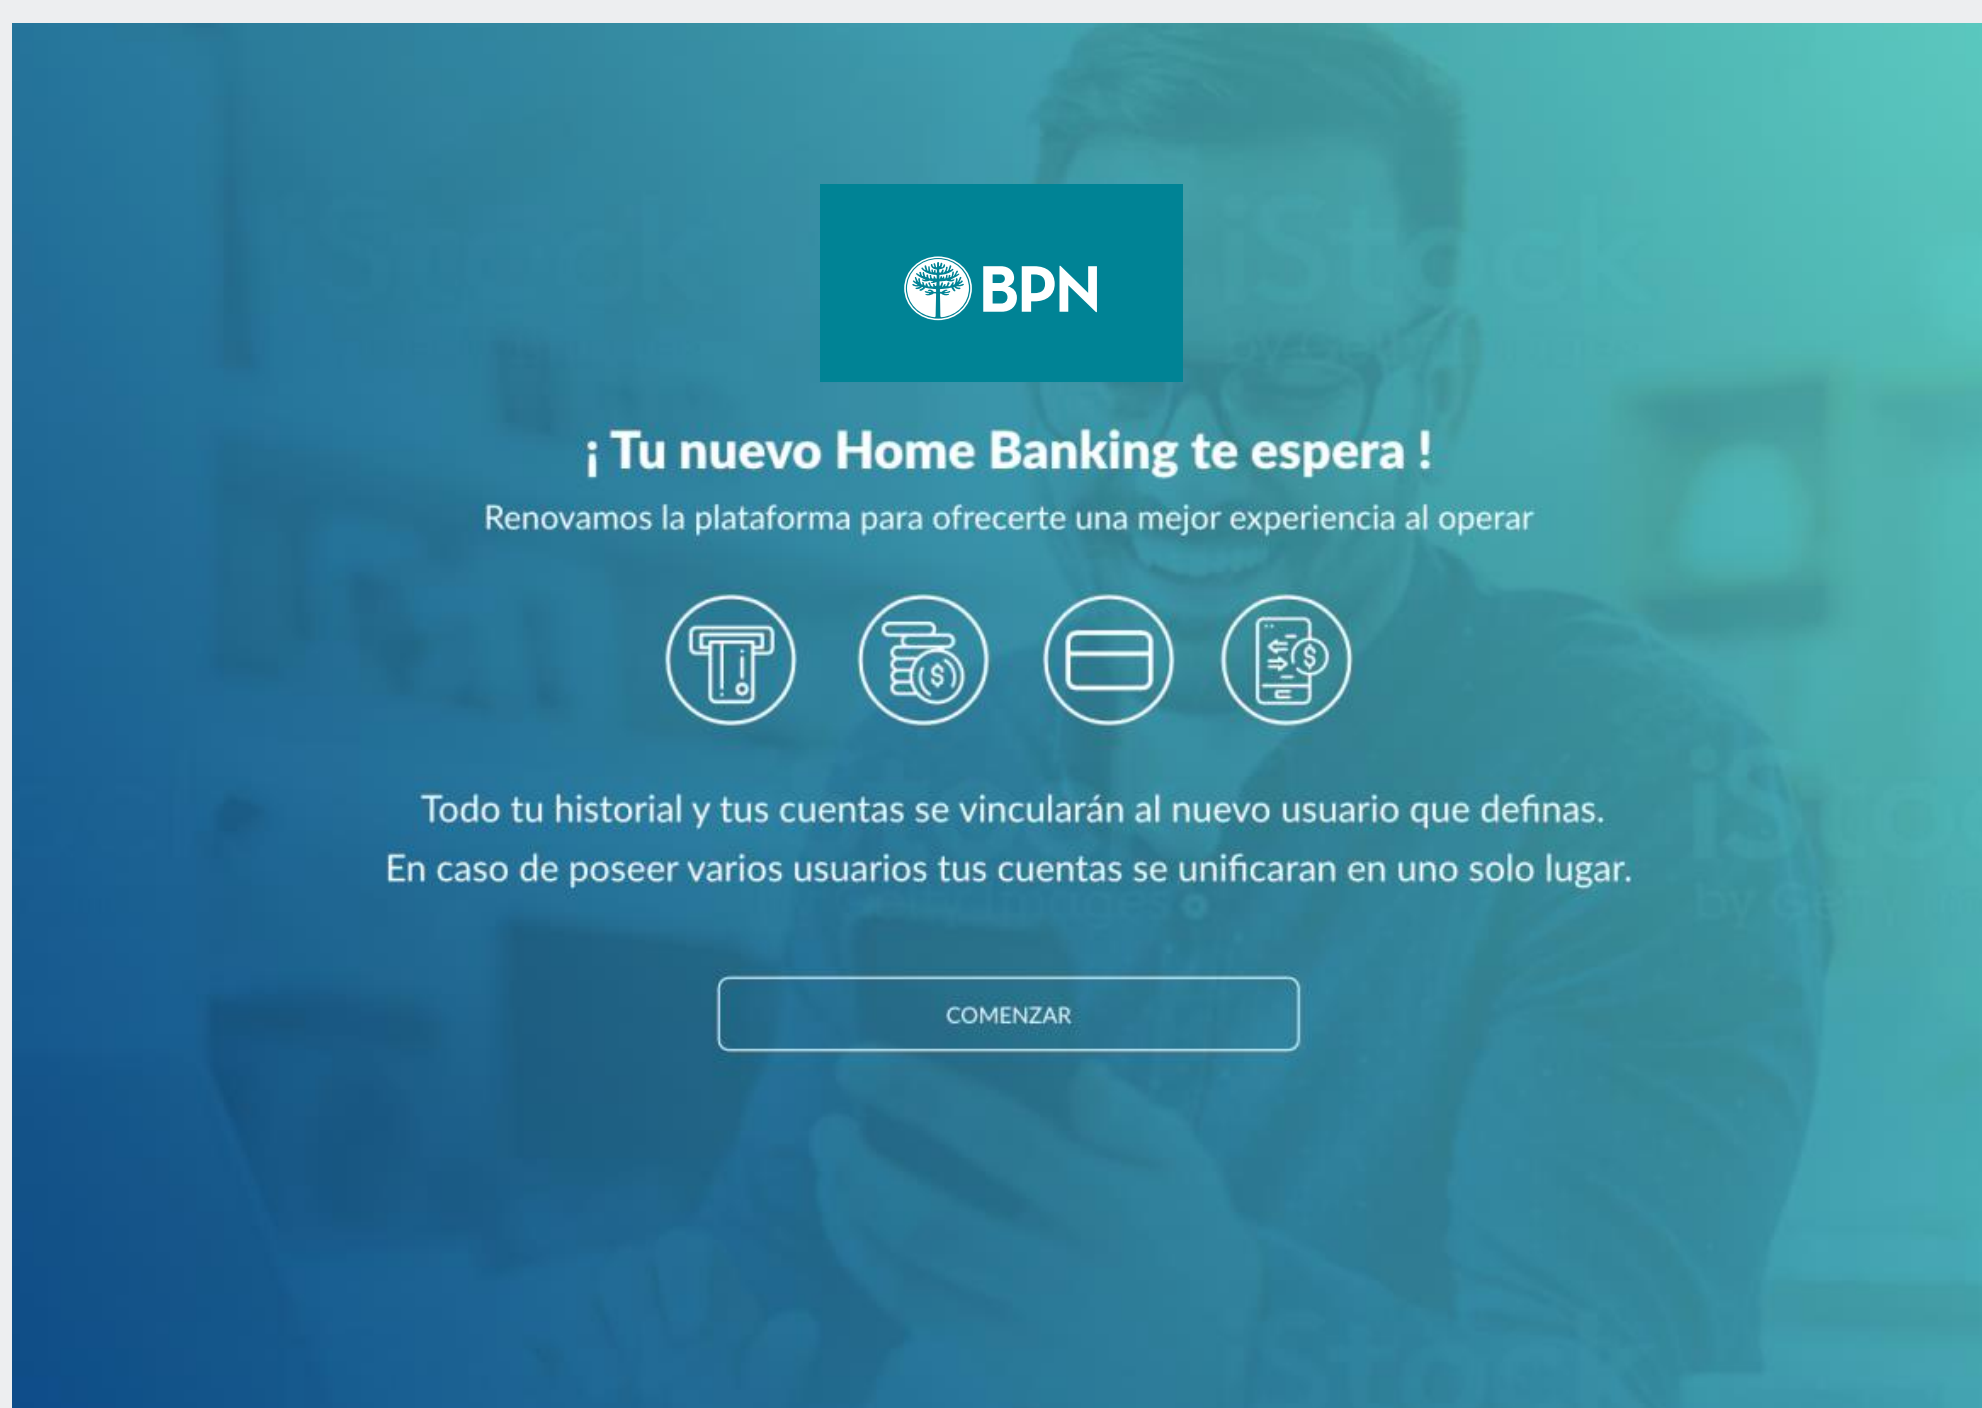 BPN
¡ Tu nuevo Home Banking te espera !
Renovamos la plataforma para ofrecerte una mejor experiencia al operar
Todo tu historial y tus cuentas se vincularán al nuevo usuario que definas.
En caso de poseer varios usuarios tus cuentas se unificaran en uno solo lugar.
COMENZAR
iStock